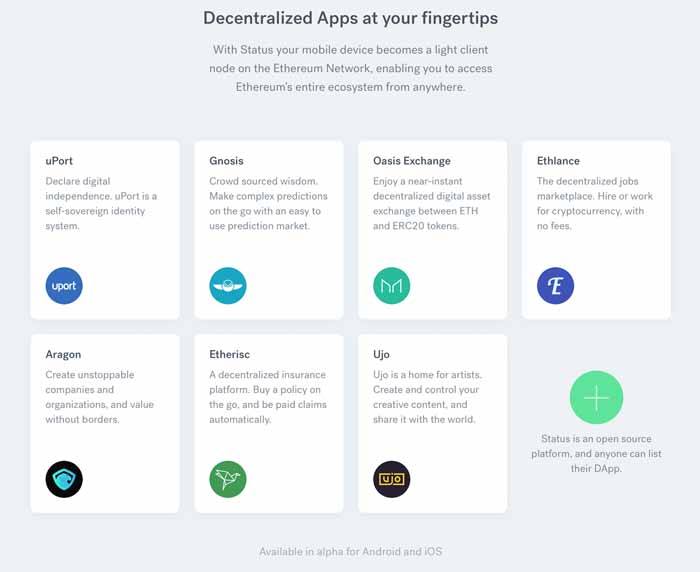 Decentralized Apps at your fingertips
With Status your mobile device becomes a light client
node on the Ethereum Network, enabling you to access
Ethereum's entire ecosystem from anywhere.
uPort
Declare digital
independence. uPort is a
self-sovereign identity
system.
uport
Gnosis
Crowd sourced wisdom.
Make complex predictions
on the go with an easy to
use prediction market.
Oasis Exchange
Enjoy a near-instant
decentralized digital asset
exchange between ETH
and ERC20 tokens.
Ethlance
The decentralized jobs
marketplace. Hire or work
for cryptocurrency, with
no fees.
E
Aragon
Create unstoppable
companies and
organizations, and value
without borders.
Etherisc
A decentralized insurance
platform. Buy a policy on
the go, and be paid claims
automatically.
Ujo
Ujo is a home for artists.
Create and control your
creative content, and
share it with the world.
ujo
Status is an open source
platform, and anyone can list
their DApp.
Available in alpha for Android and iOS